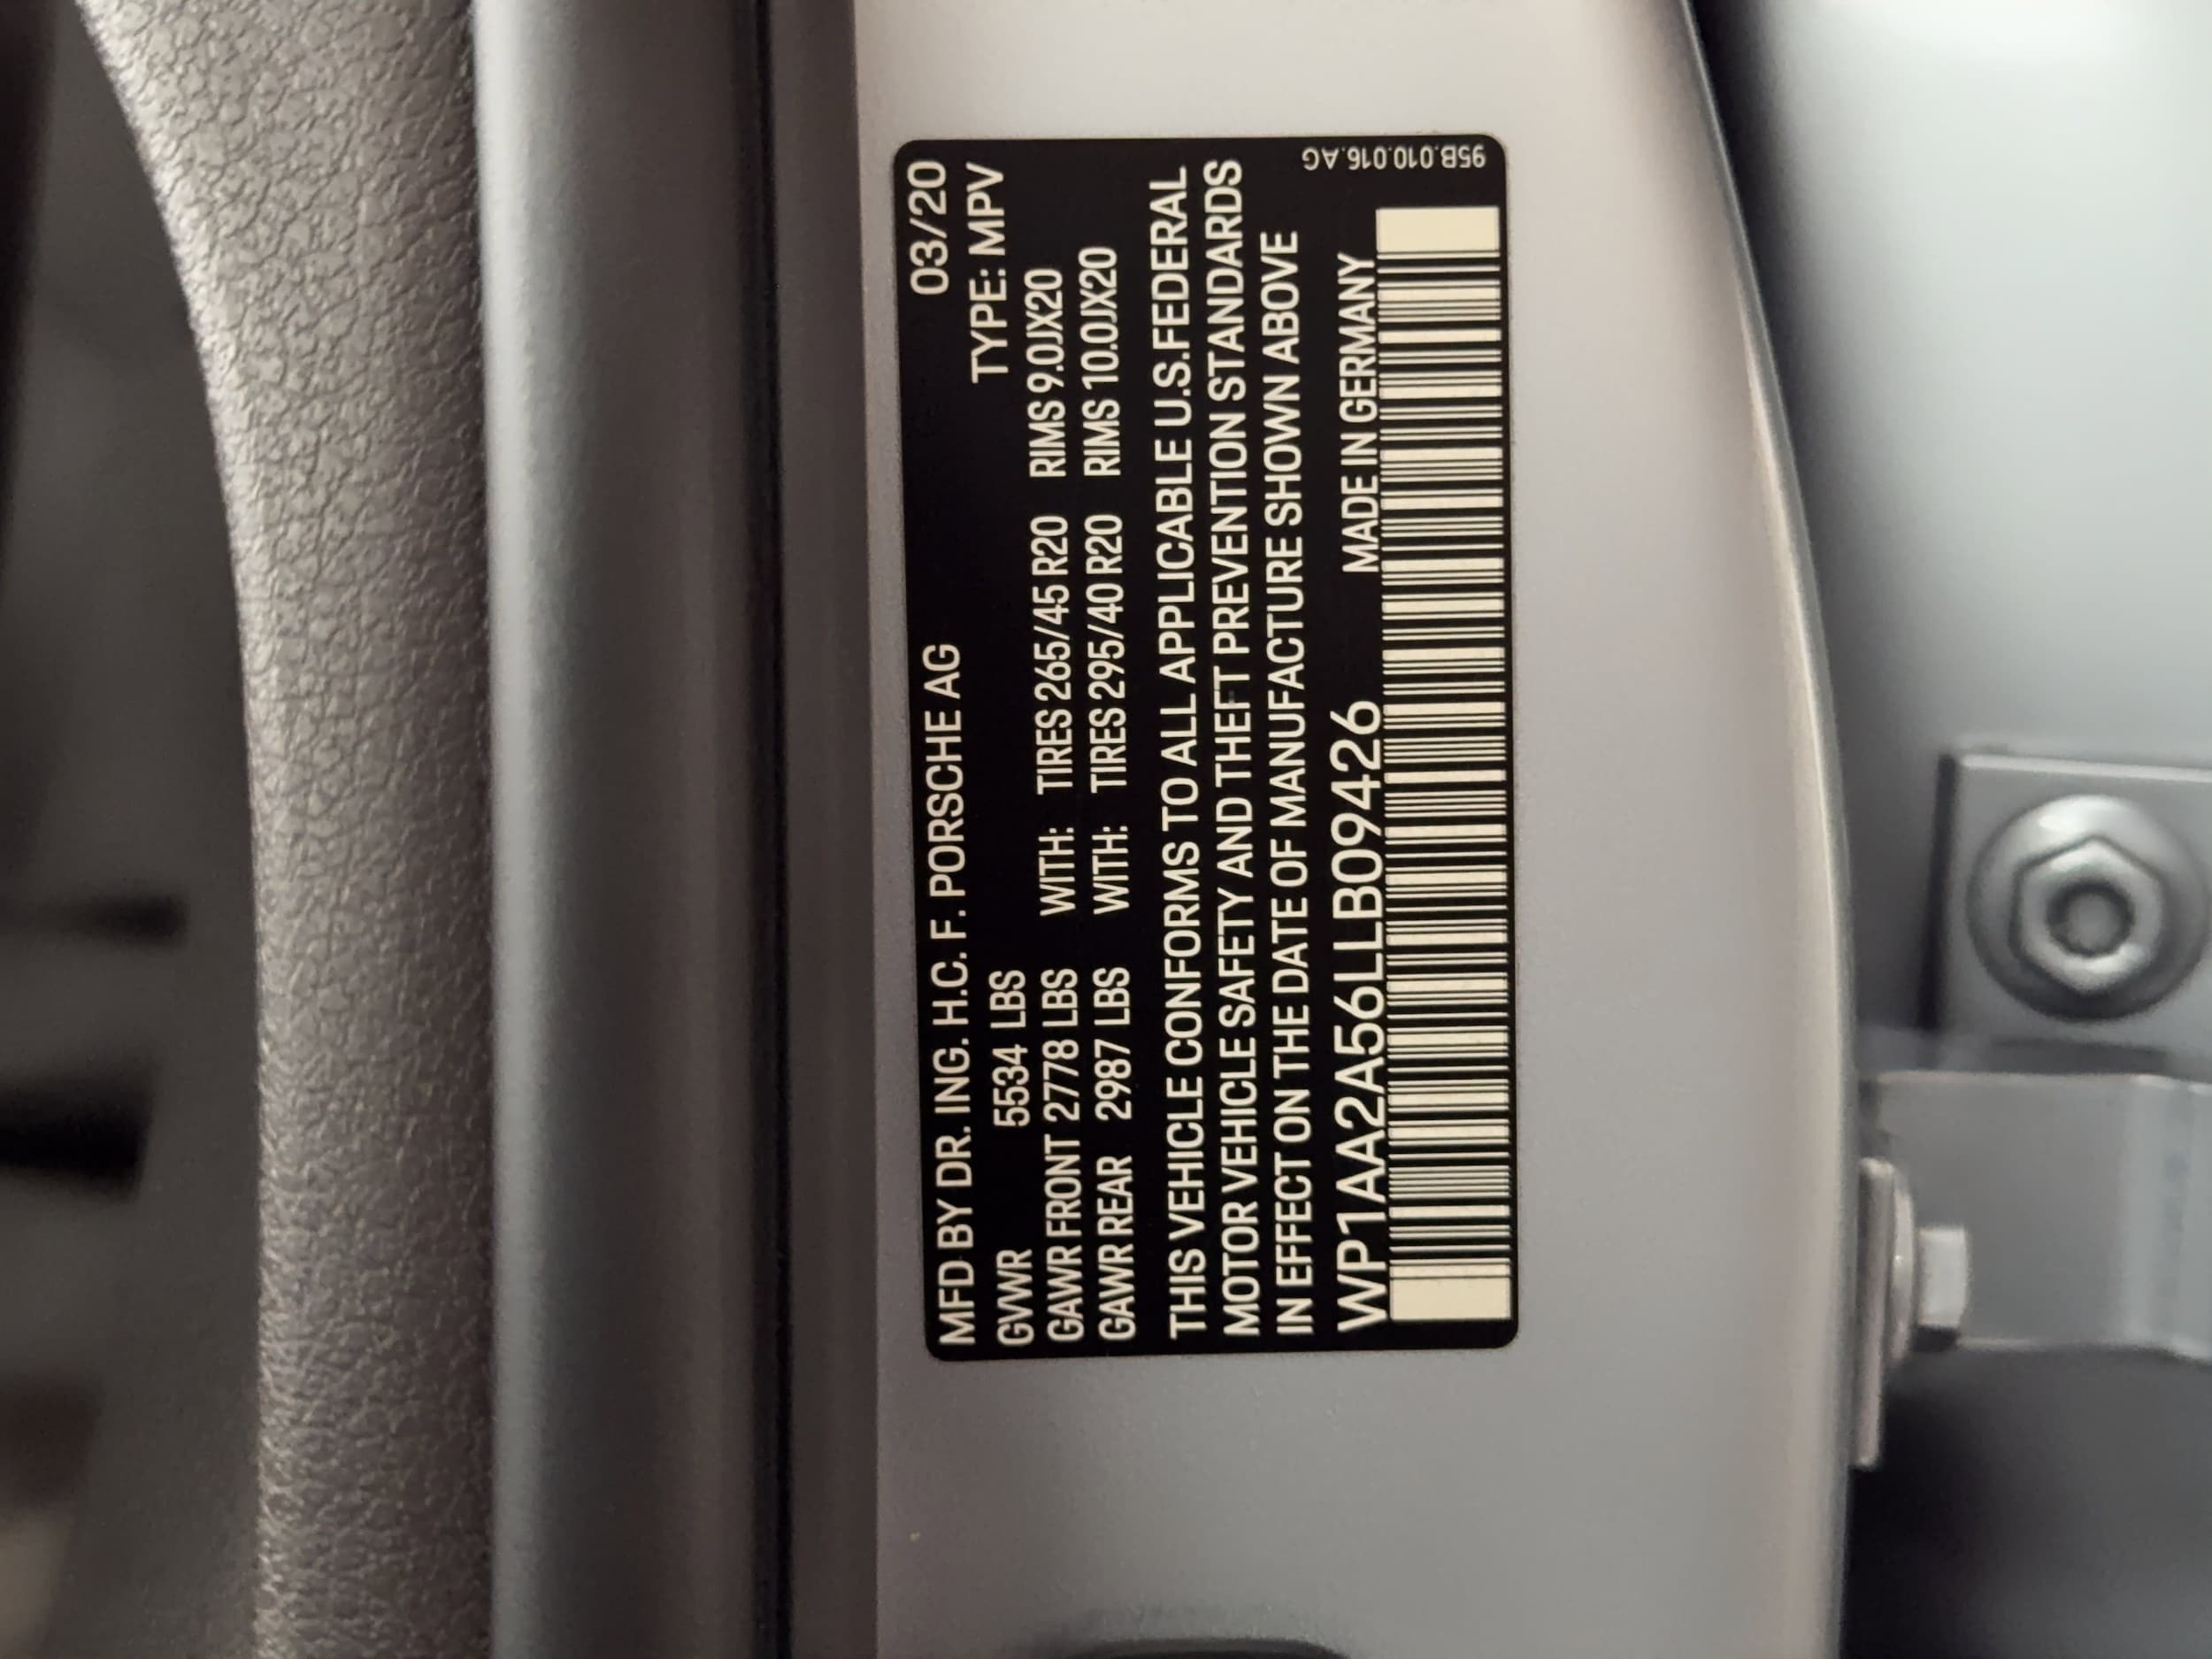 MFD BY DR. ING. H.C. F. PORSCHE AG 03/20
GVWR 5534 LBS TYPE: MPV
GAWR FRONT 2778 LBS WITH: TIRES 265/45 R20 RIMS 9.0JX20
GAWR REAR 2987 LBS WITH: TIRES 295/40 R20 RIMS 10.0JX20
THIS VEHICLE CONFORMS TO ALL APPLICABLE U.S.FEDERAL
MOTOR VEHICLE SAFETY AND THEFT PREVENTION STANDARDS
IN EFFECT ON THE DATE OF MANUFACTURE SHOWN ABOVE
WP1AA2A56LLB09426 MADE IN GERMANY
95B.010.016.AG